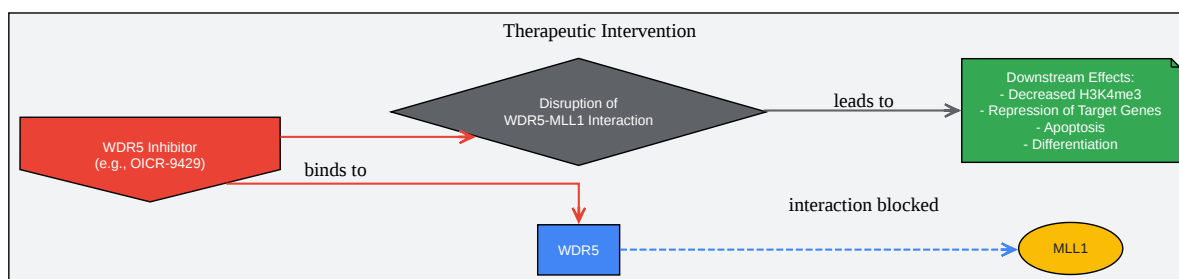 Therapeutic Intervention
WDR5 Inhibitor
(e.g., OICR-9429)
Disruption of
WDR5-MLL1 Interaction
leads to
Downstream Effects:
- Decreased H3K4me3
- Repression of Target Genes
- Apoptosis
- Differentiation
binds to
WDR5
interaction blocked
MLL1